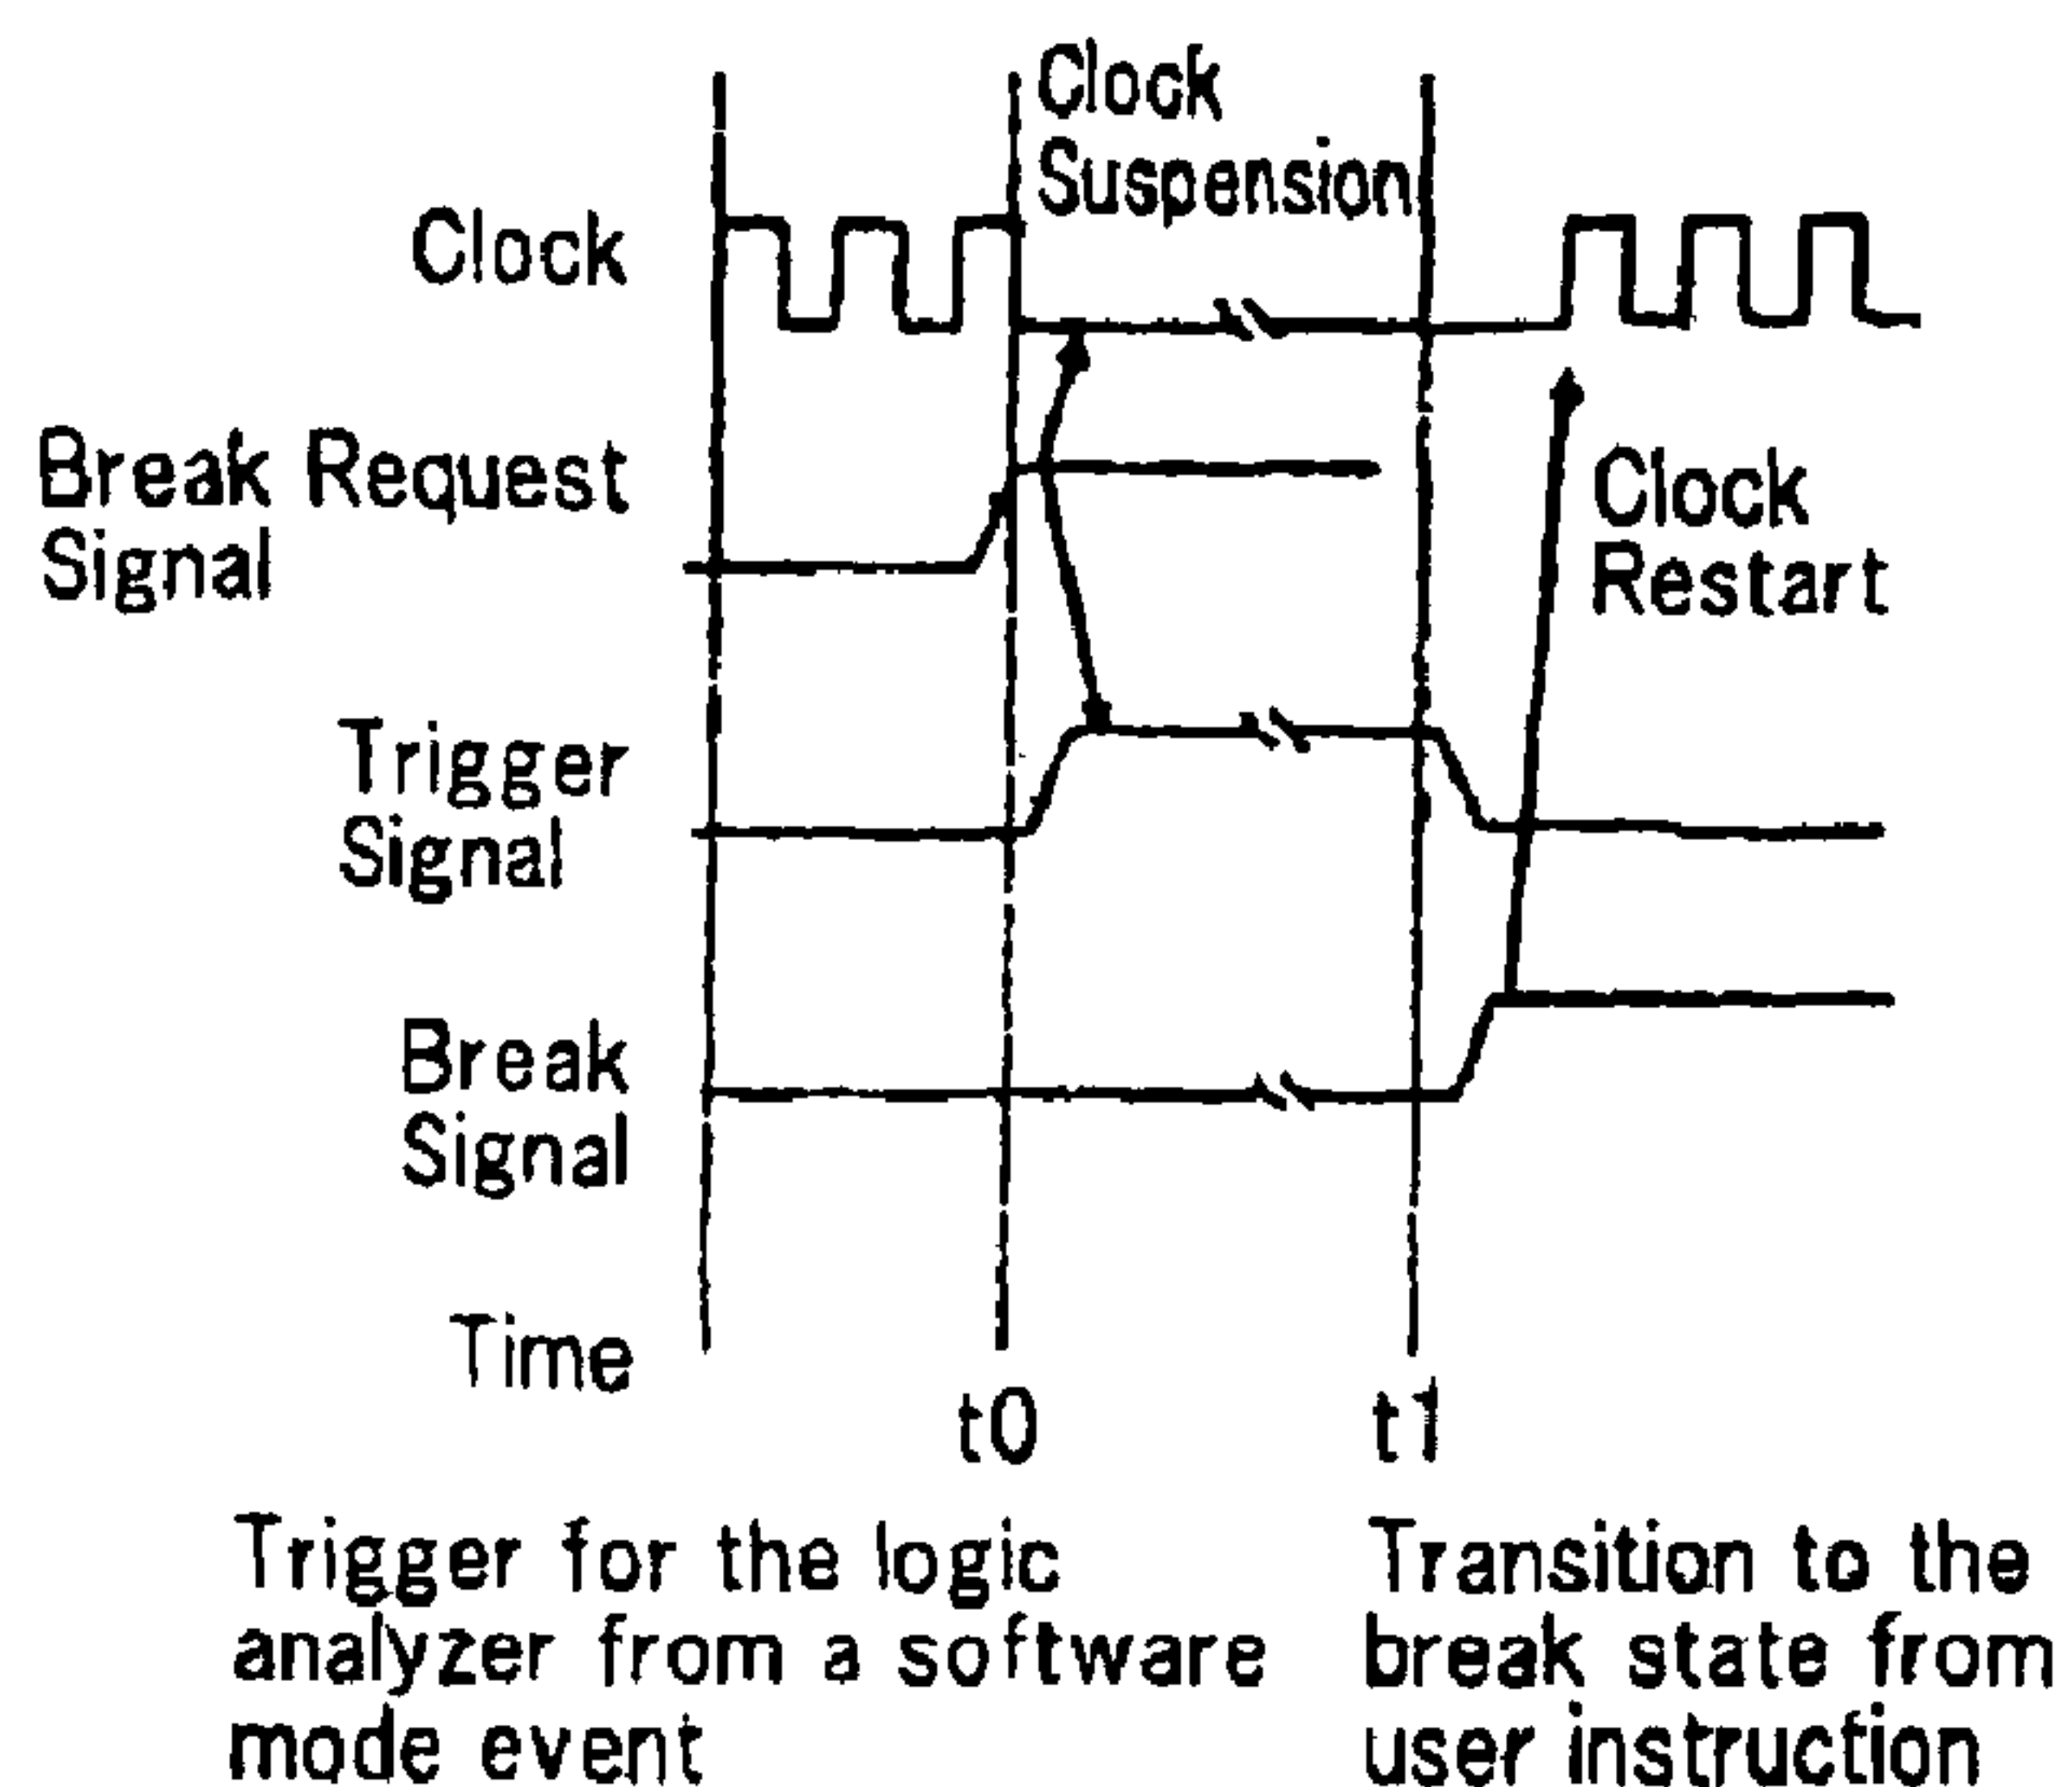 Clock
Suspension
Clock
Break Request
Signal
Clock
Restart
Trigger
Signal
Break
Signal
Time
t0
t1
Trigger for the logic
analyzer from a software
mode event
Transition to the
break state from
user instruction